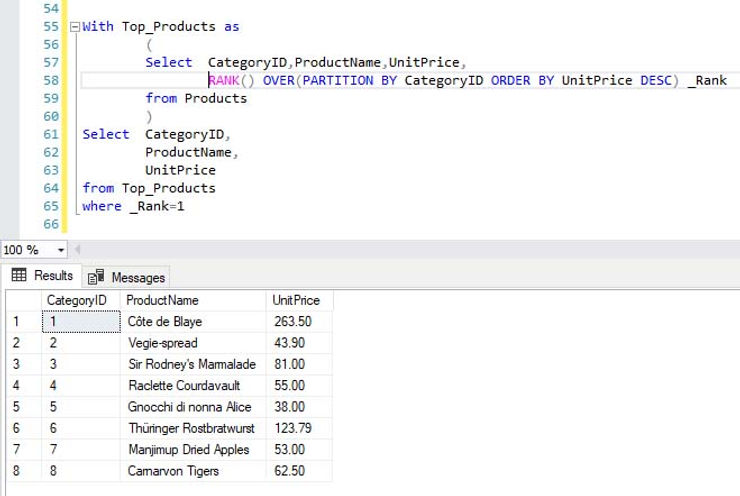 54
55 With Top_Products as
56 (
57 Select CategoryID,ProductName,UnitPrice,
58 RANK() OVER(PARTITION BY CategoryID ORDER BY UnitPrice DESC) _Rank
59 from Products
60 )
61 Select CategoryID,
62 ProductName,
63 UnitPrice
64 from Top_Products
65 where _Rank=1
66
100 %
Results Messages
CategoryID ProductName UnitPrice
1 1 Côte de Blaye 263.50
2 2 Vegie-spread 43.90
3 3 Sir Rodney's Marmalade 81.00
4 4 Raclette Courdavault 55.00
5 5 Gnocchi di nonna Alice 38.00
6 6 Thüringer Rostbratwurst 123.79
7 7 Manjimup Dried Apples 53.00
8 8 Carnarvon Tigers 62.50